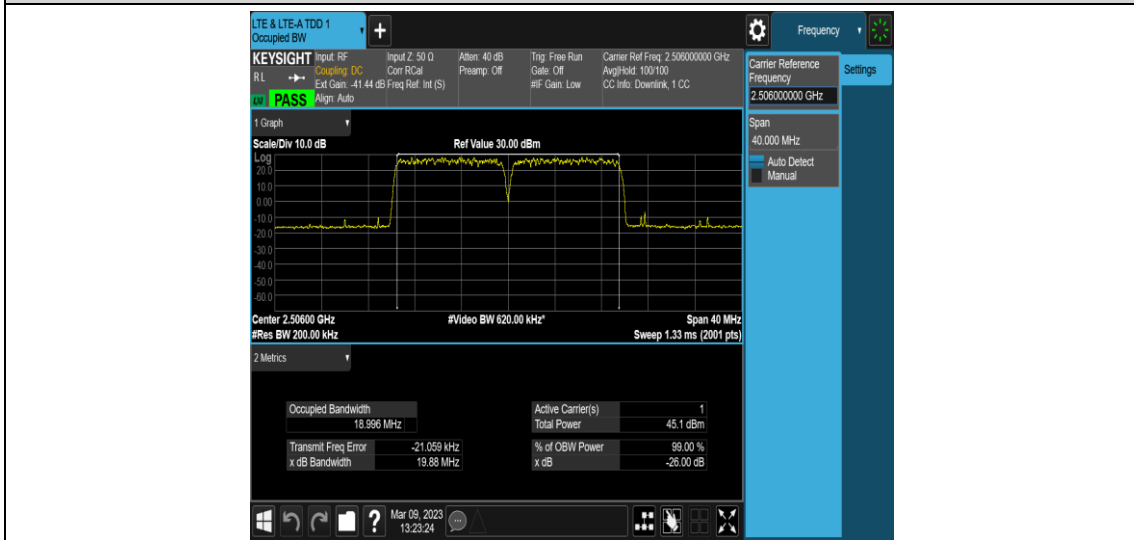 LTE & LTE-A TDD 1
Occupied BW
+
Frequency
KEYSIGHT
RL
LXI PASS
Input: RF
Coupling: DC
Ext Gain: -41.44 dB
Align: Auto
Input Z: 50 Ω
Corr RCal
Freq Ref: Int (S)
Atten: 40 dB
Preamp: Off
Trig: Free Run
Gate: Off
#IF Gain: Low
Carrier Ref Freq: 2.506000000 GHz
Avg|Hold: 100/100
CC Info: Downlink, 1 CC
Carrier Reference
Frequency
2.506000000 GHz
Settings
Span
40.000 MHz
Auto Detect
Manual
1 Graph
Scale/Div 10.0 dB
Ref Value 30.00 dBm
Log
20.0
10.0
0.00
-10.0
-20.0
-30.0
-40.0
-50.0
-60.0
Center 2.50600 GHz
#Video BW 620.00 kHz*
Span 40 MHz
#Res BW 200.00 kHz
Sweep 1.33 ms (2001 pts)
2 Metrics
Occupied Bandwidth
18.996 MHz
Transmit Freq Error -21.059 kHz
x dB Bandwidth 19.88 MHz
Active Carrier(s) 1
Total Power 45.1 dBm
% of OBW Power 99.00 %
x dB -26.00 dB
?
Mar 09, 2023
13:23:24